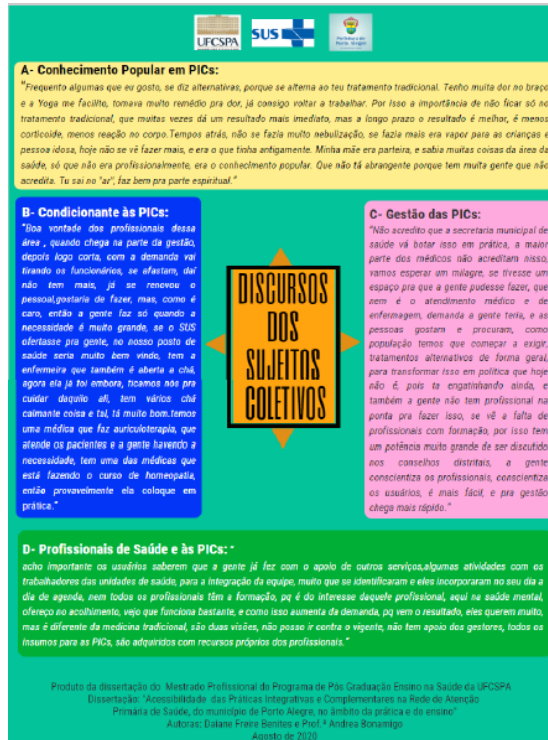 UFCSPA
SUS
Prefeitura de
Porto Alegre
A- Conhecimento Popular em PICs:
"Frequento algumas que eu gosto, se diz alternativas, porque se alterna ao teu tratamento tradicional. Tenho muita dor no braço
e a Yoga me facilito, tomava muito remédio pra dor, já consigo voltar a trabalhar. Por isso a importância de não ficar só no
tratamento tradicional, que muitas vezes dá um resultado mais imediato, mas a longo prazo o resultado é melhor, é menos
corticoide, menos reação no corpo.Tempos atrás, não se fazia muito nebulização, se fazia mais era vapor para as crianças e
pessoa idosa, hoje não se vê fazer mais, e era o que tinha antigamente. Minha mãe era parteira, e sabia muitas coisas da área da
saúde, só que não era profissionalmente, era o conhecimento popular. Que não tá abrangente porque tem muita gente que não
acredita. Tu sai no "ar", faz bem pra parte espiritual."
B- Condicionante às PICs:
"Boa vontade dos profissionais dessa
área , quando chega na parte da gestão,
depois logo corta, com a demanda vai
tirando os funcionários, se afastam, daí
não tem mais, já se renovou o
pessoal,gostaria de fazer, mas, como é
caro, então a gente faz só quando a
necessidade é muito grande, se o SUS
ofertasse pra gente, no nosso posto de
saúde seria muito bem vindo, tem a
enfermeira que também é aberta a chá,
agora ela já foi embora, ficamos nós pra
cuidar daquilo ali, tem vários chá
calmante coisa e tal, tá muito bom.temos
uma médica que faz auriculoterapia, que
atende os pacientes e a gente havendo a
necessidade, tem uma das médicas que
está fazendo o curso de homeopatia,
então provavelmente ela coloque em
prática."
DISCURSOS
DOS
SUJEITOS
COLETIVOS
C- Gestão das PICs:
"Não acredito que a secretaria municipal de
saúde vá botar isso em prática, a maior
parte dos médicos não acreditam nisso,
vamos esperar um milagre, se tivesse um
espaço pra que a gente pudesse fazer, que
nem é o atendimento médico e de
enfermagem, demanda a gente teria, e as
pessoas gostam e procuram, como
população temos que começar a exigir,
tratamentos alternativos de forma geral,
para transformar isso em política que hoje
não é, pois ta engatinhando ainda, e
também a gente não tem profissional na
ponta pra fazer isso, se vê a falta de
profissionais com formação, por isso tem
um potência muito grande de ser discutido
nos conselhos distritais, a gente
conscientiza os profissionais, conscientiza
os usuários, é mais fácil, e pra gestão
chega mais rápido."
D- Profissionais de Saúde e às PICs: "
acho importante os usuários saberem que a gente já fez com o apoio de outros serviços,algumas atividades com os
trabalhadores das unidades de saúde, para a integração da equipe, muito que se identificaram e eles incorporaram no seu dia a
dia de agenda, nem todos os profissionais têm a formação, pq é do interesse daquele profissional, aqui na saúde mental,
ofereço no acolhimento, vejo que funciona bastante, e como isso aumenta da demanda, pq vem o resultado, eles querem muito,
mas é diferente da medicina tradicional, são duas visões, não posso ir contra o vigente, não tem apoio dos gestores, todos os
insumos para as PICs, são adquiridos com recursos próprios dos profissionais."
Produto da dissertação do Mestrado Profissional do Programa de Pós Graduação Ensino na Saúde da UFCSPA
Dissertação: "Acessibilidade das Práticas Integrativas e Complementares na Rede de Atenção
Primária de Saúde, do município de Porto Alegre, no âmbito da prática e do ensino"
Autoras: Daiane Freire Benites e Prof.ª Andrea Bonamigo
Agosto de 2020